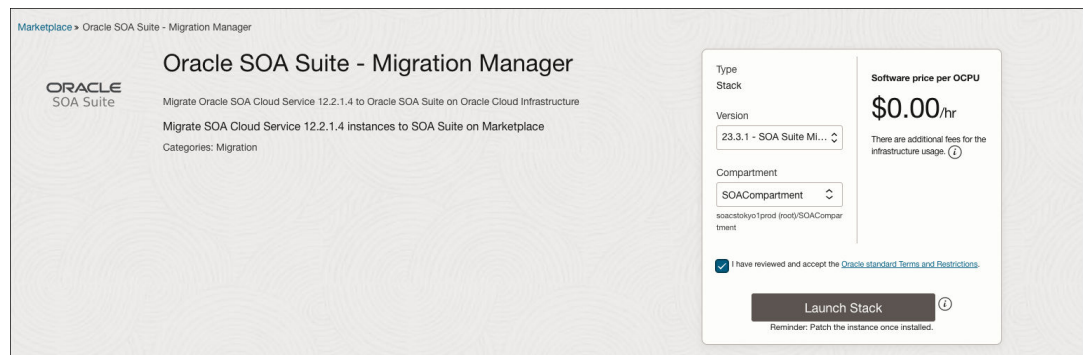 Marketplace » Oracle SOA Suite - Migration Manager
ORACLE
SOA Suite
Oracle SOA Suite - Migration Manager
Migrate Oracle SOA Cloud Service 12.2.1.4 to Oracle SOA Suite on Oracle Cloud Infrastructure
Migrate SOA Cloud Service 12.2.1.4 instances to SOA Suite on Marketplace
Categories: Migration
Type
Stack
Version
23.3.1 - SOA Suite Mi...
Compartment
SOACompartment
soacstokyo1prod (root)/SOACompar
tment
Software price per OCPU
$0.00/hr
There are additional fees for the
infrastructure usage.
I have reviewed and accept the Oracle standard Terms and Restrictions.
Launch Stack
Reminder: Patch the instance once installed.